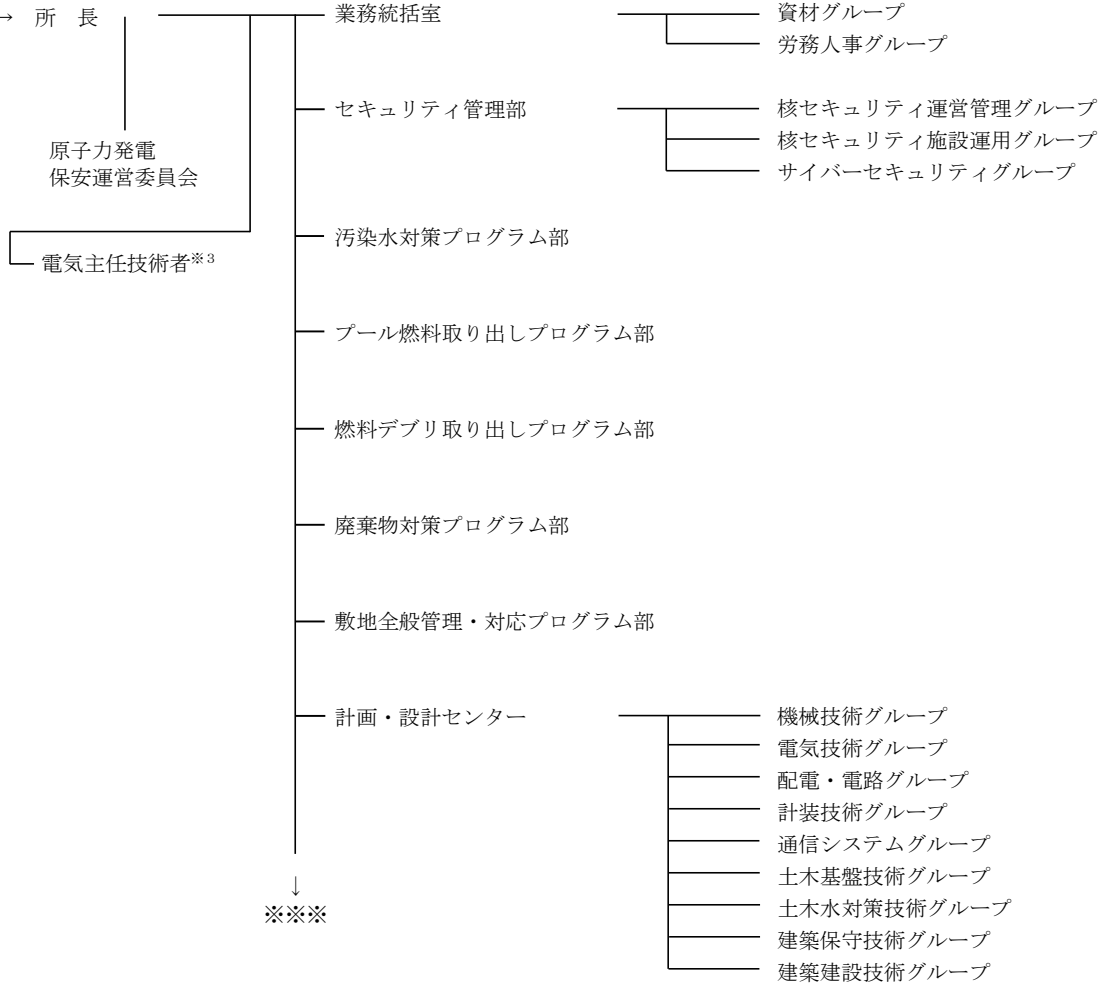 → 所 長
業務統括室
資材グループ
労務人事グループ
セキュリティ管理部
核セキュリティ運営管理グループ
核セキュリティ施設運用グループ
サイバーセキュリティグループ
原子力発電
保安運営委員会
電気主任技術者※3
汚染水対策プログラム部
プール燃料取り出しプログラム部
燃料デブリ取り出しプログラム部
廃棄物対策プログラム部
敷地全般管理・対応プログラム部
計画・設計センター
機械技術グループ
電気技術グループ
配電・電路グループ
計装技術グループ
通信システムグループ
土木基盤技術グループ
土木水対策技術グループ
建築保守技術グループ
建築建設技術グループ
↓
※※※